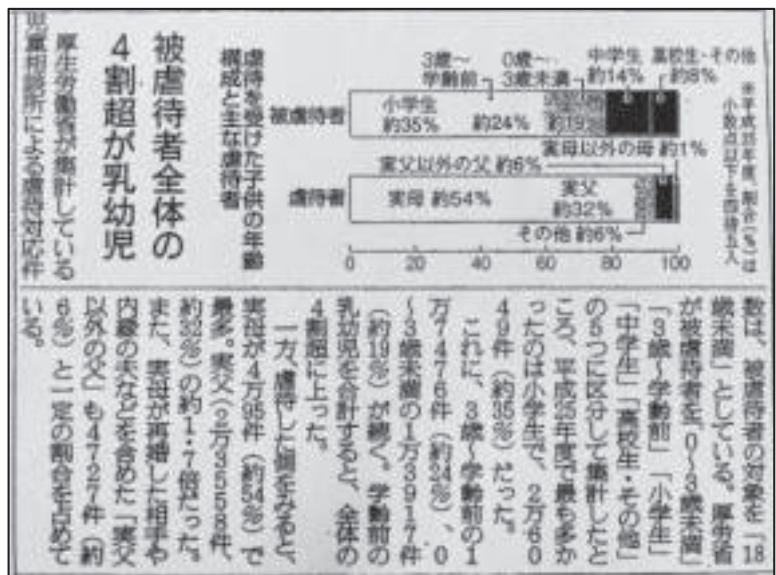 ※平成25年度。割合(%)は
小数点以下を四捨五入
高校生・その他
約8%
中学生
約14%
0歳〜
3歳未満
3歳〜
学齢前
被虐待者
小学生
約35%
約24%
約19%
実母以外の母 約1%
実父以外の父 約6%
虐待者
実母 約54%
実父
約32%
その他 約6%
0 20 40 60 80 100
虐待を受けた子供の年齢
構成と主な虐待者
被虐待者全体の
4割超が乳幼児
厚生労働省が集計している
児童相談所による虐待対応件
数は、被虐待者の対象を「18
歳未満」としている。厚労省
が被虐待者を、「0〜3歳未満」
「3歳〜学齢前」「小学生」
「中学生」「高校生・その他」
の5つに区分して集計したと
ころ、平成25年度で最も多か
ったのは小学生で、2万60
49件(約35%)だった。
これに、3歳〜学齢前の1
万7476件(約24%)、0
〜3歳未満の1万3917件
(約19%)が続く。学齢前の
乳幼児を合計すると、全体の
4割超に上った。
一方、虐待した側をみると、
実母が4万95件(約54%)で
最多。実父(2万3558件、
約32%)の約1・7倍だった。
また、実母が再婚した相手や
内縁の夫などを含めた「実父
以外の父」も4727件(約
6%)と一定の割合を占めて
いる。